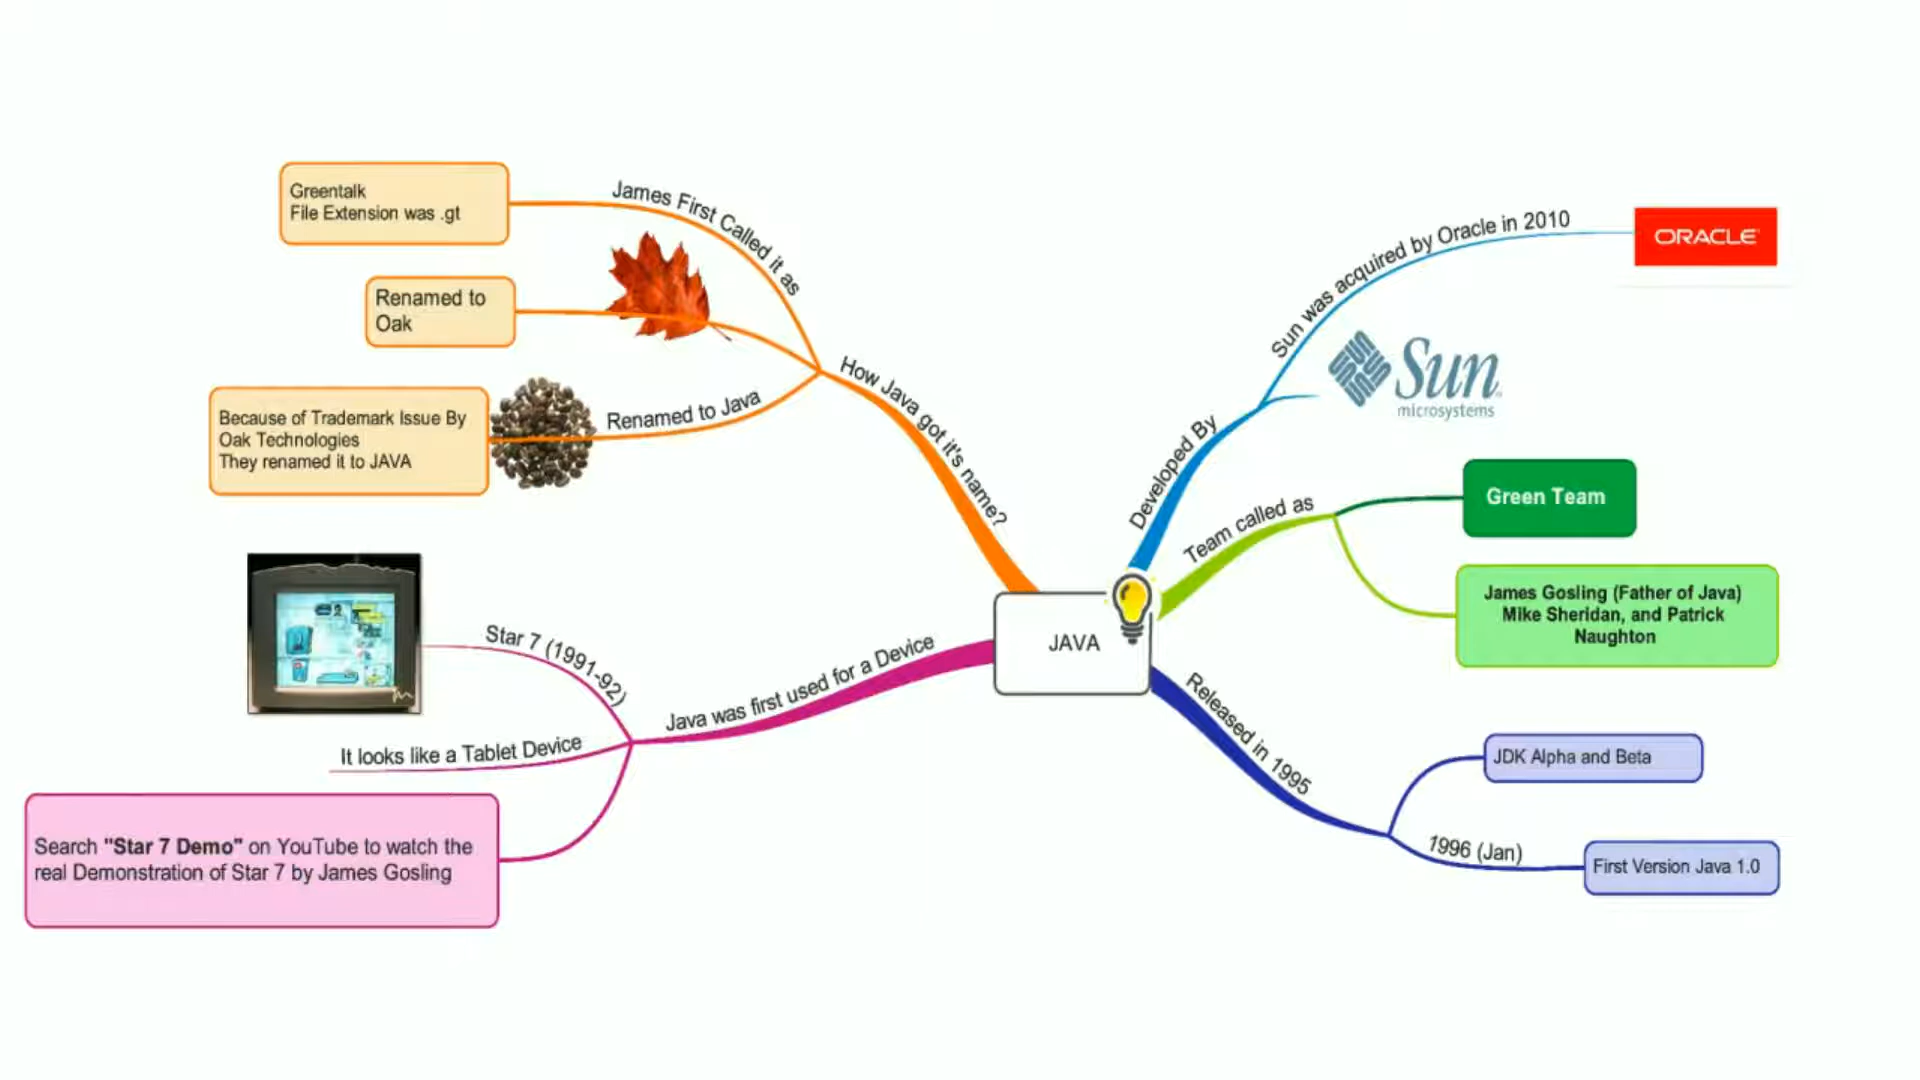 James First Called it as
Greentalk
File Extension was .gt
Renamed to
Oak
Renamed to Java
Because of Trademark Issue By
Oak Technologies
They renamed it to JAVA
How Java got it's name?
Star 7 (1991-92)
It looks like a Tablet Device
Java was first used for a Device
Search "Star 7 Demo" on YouTube to watch the
real Demonstration of Star 7 by James Gosling
JAVA
Developed By
Sun was acquired by Oracle in 2010
ORACLE
Sun
microsystems
Team called as
Green Team
James Gosling (Father of Java)
Mike Sheridan, and Patrick
Naughton
Released in 1995
JDK Alpha and Beta
1996 (Jan)
First Version Java 1.0